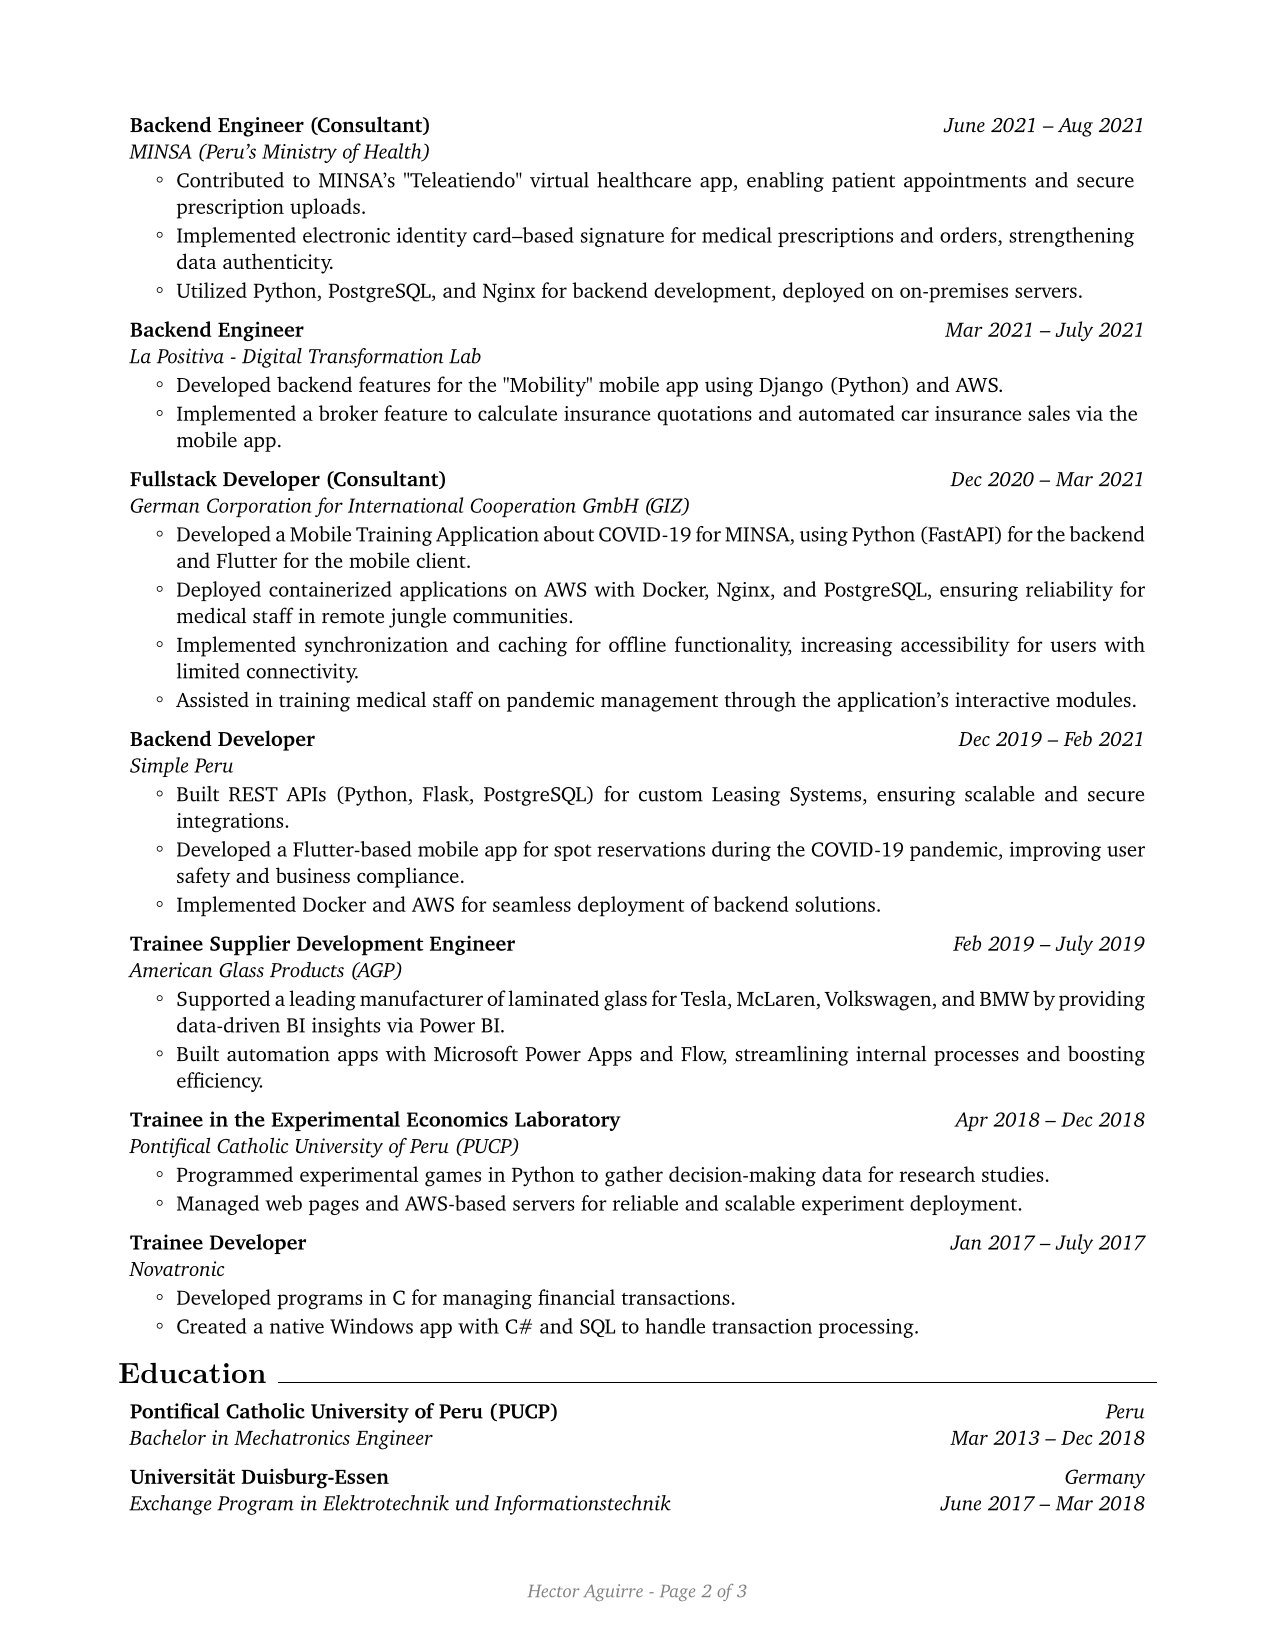 Backend Engineer (Consultant) June 2021 – Aug 2021
MINSA (Peru's Ministry of Health)
◦ Contributed to MINSA's "Teleatiendo" virtual healthcare app, enabling patient appointments and secure
prescription uploads.
◦ Implemented electronic identity card–based signature for medical prescriptions and orders, strengthening
data authenticity.
◦ Utilized Python, PostgreSQL, and Nginx for backend development, deployed on on-premises servers.
Backend Engineer Mar 2021 – July 2021
La Positiva - Digital Transformation Lab
◦ Developed backend features for the "Mobility" mobile app using Django (Python) and AWS.
◦ Implemented a broker feature to calculate insurance quotations and automated car insurance sales via the
mobile app.
Fullstack Developer (Consultant) Dec 2020 – Mar 2021
German Corporation for International Cooperation GmbH (GIZ)
◦ Developed a Mobile Training Application about COVID-19 for MINSA, using Python (FastAPI) for the backend
and Flutter for the mobile client.
◦ Deployed containerized applications on AWS with Docker, Nginx, and PostgreSQL, ensuring reliability for
medical staff in remote jungle communities.
◦ Implemented synchronization and caching for offline functionality, increasing accessibility for users with
limited connectivity.
◦ Assisted in training medical staff on pandemic management through the application's interactive modules.
Backend Developer Dec 2019 – Feb 2021
Simple Peru
◦ Built REST APIs (Python, Flask, PostgreSQL) for custom Leasing Systems, ensuring scalable and secure
integrations.
◦ Developed a Flutter-based mobile app for spot reservations during the COVID-19 pandemic, improving user
safety and business compliance.
◦ Implemented Docker and AWS for seamless deployment of backend solutions.
Trainee Supplier Development Engineer Feb 2019 – July 2019
American Glass Products (AGP)
◦ Supported a leading manufacturer of laminated glass for Tesla, McLaren, Volkswagen, and BMW by providing
data-driven BI insights via Power BI.
◦ Built automation apps with Microsoft Power Apps and Flow, streamlining internal processes and boosting
efficiency.
Trainee in the Experimental Economics Laboratory Apr 2018 – Dec 2018
Pontifical Catholic University of Peru (PUCP)
◦ Programmed experimental games in Python to gather decision-making data for research studies.
◦ Managed web pages and AWS-based servers for reliable and scalable experiment deployment.
Trainee Developer Jan 2017 – July 2017
Novatronic
◦ Developed programs in C for managing financial transactions.
◦ Created a native Windows app with C# and SQL to handle transaction processing.
Education
Pontifical Catholic University of Peru (PUCP) Peru
Bachelor in Mechatronics Engineer Mar 2013 – Dec 2018
Universität Duisburg-Essen Germany
Exchange Program in Elektrotechnik und Informationstechnik June 2017 – Mar 2018
Hector Aguirre - Page 2 of 3